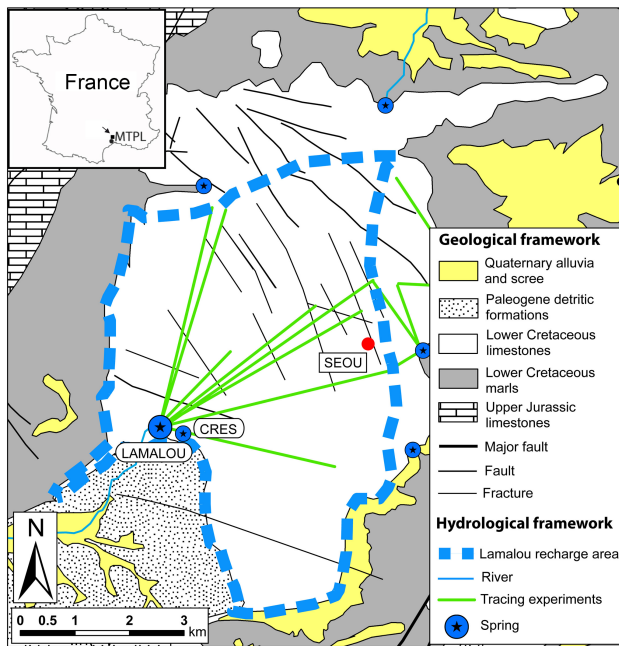 France
MTPL
SEOU
CRES
LAMALOU
N
0 0.5 1 2 3
km
Geological framework
Quaternary alluvia
and scree
Paleogene detritic
formations
Lower Cretaceous
limestones
Lower Cretaceous
marls
Upper Jurassic
limestones
Major fault
Fault
Fracture
Hydrological framework
Lamalou recharge area
River
Tracing experiments
Spring